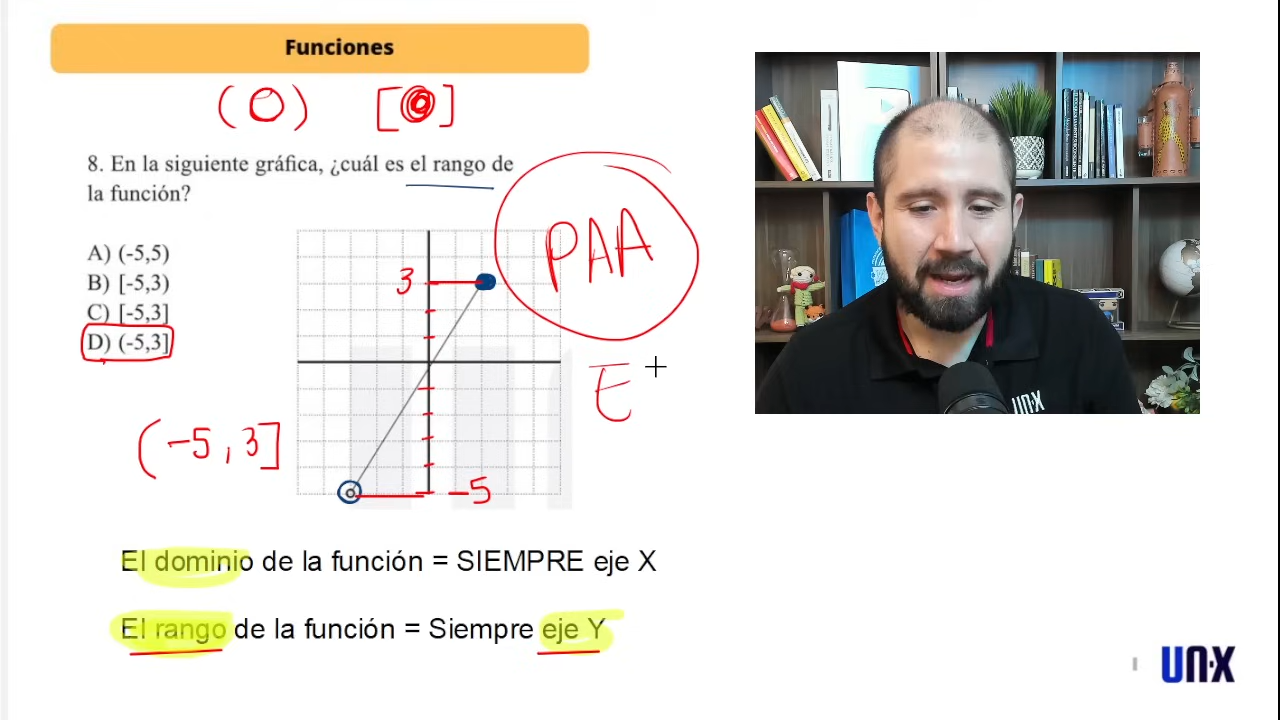 Funciones
( ) [ ]
8. En la siguiente gráfica, ¿cuál es el rango de
la función?
A) (-5,5)
B) [-5,3)
C) [-5,3]
D) (-5,3]
3
PAA
E
(-5,3]
-5
El dominio de la función = SIEMPRE eje X
El rango de la función = Siempre eje Y
UN·X
UN·X